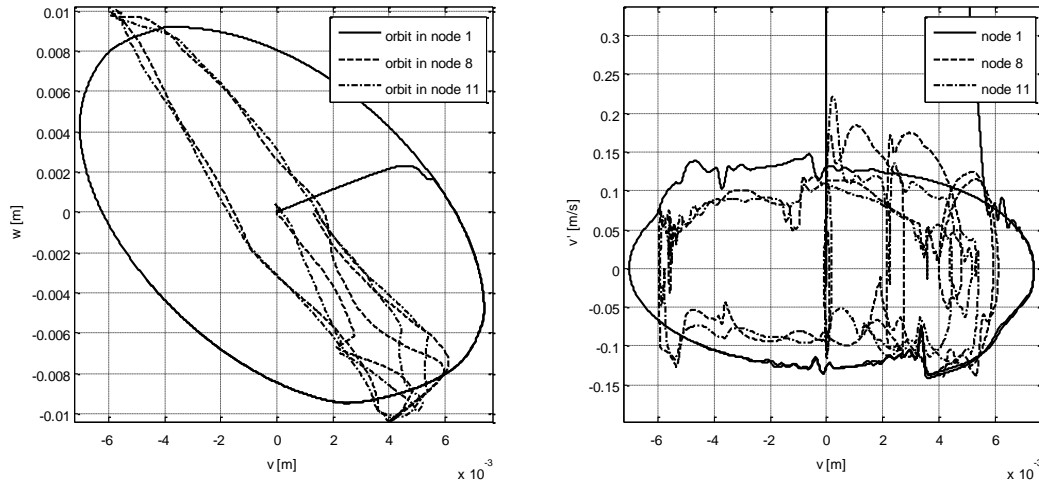 0.01
0.008
0.006
0.004
0.002
0
-0.002
-0.004
-0.006
-0.008
-0.01
w [m]
-6 -4 -2 0 2 4 6
v [m]
x 10 -3
orbit in node 1
orbit in node 8
orbit in node 11
0.3
0.25
0.2
0.15
0.1
0.05
0
-0.05
-0.1
-0.15
v' [m/s]
-6 -4 -2 0 2 4 6
v [m]
x 10 -3
node 1
node 8
node 11